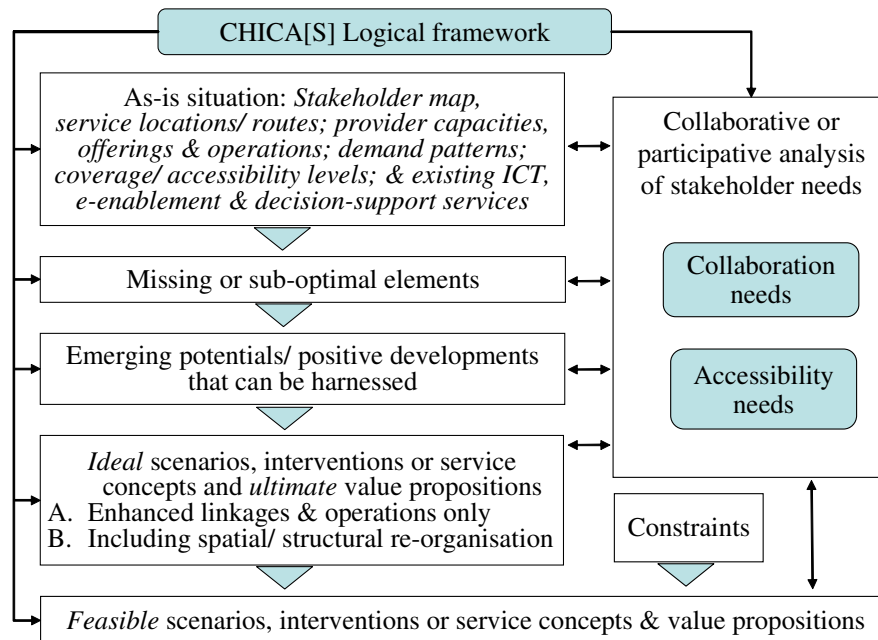 CHICA[S] Logical framework
As-is situation: Stakeholder map,
service locations/ routes; provider capacities,
offerings & operations; demand patterns;
coverage/ accessibility levels; & existing ICT,
e-enablement & decision-support services
Missing or sub-optimal elements
Emerging potentials/ positive developments
that can be harnessed
Ideal scenarios, interventions or service
concepts and ultimate value propositions
A. Enhanced linkages & operations only
B. Including spatial/ structural re-organisation
Collaborative or
participative analysis
of stakeholder needs
Collaboration
needs
Accessibility
needs
Constraints
Feasible scenarios, interventions or service concepts & value propositions